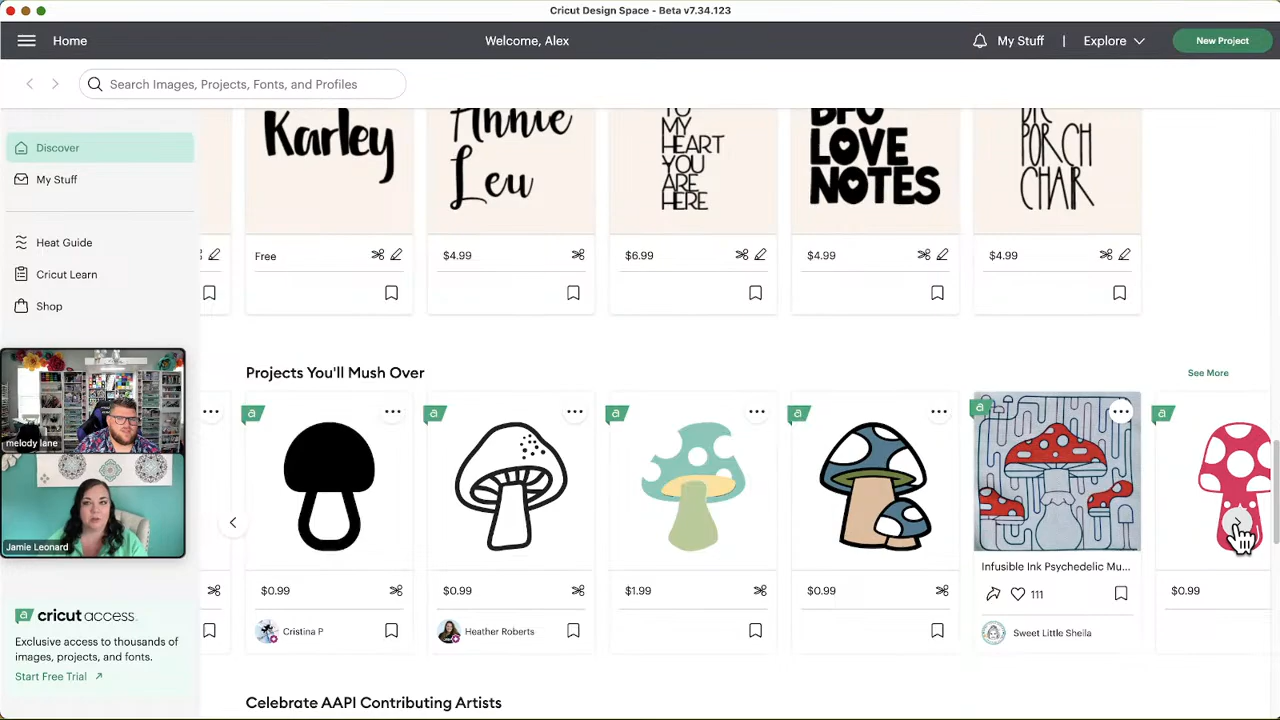 Cricut Design Space - Beta v7.34.123
Home
Welcome, Alex
My Stuff | Explore
New Project
Search Images, Projects, Fonts, and Profiles
Discover
My Stuff
Heat Guide
Cricut Learn
Shop
melody lane
Jamie Leonard
cricut access
Exclusive access to thousands of
images, projects, and fonts.
Start Free Trial ↗
Karley
Annie
Leu
TO
MY
HEART
YOU
ARE
HERE
BFO
LOVE
NOTES
PORCH
CHAIR
Free
$4.99
$6.99
$4.99
$4.99
Projects You'll Mush Over
See More
a
a
a
a
a
a
$0.99
$0.99
$1.99
$0.99
Infusible Ink Psychedelic Mu...
111
$0.99
Cristina P
Heather Roberts
Sweet Little Sheila
Celebrate AAPI Contributing Artists